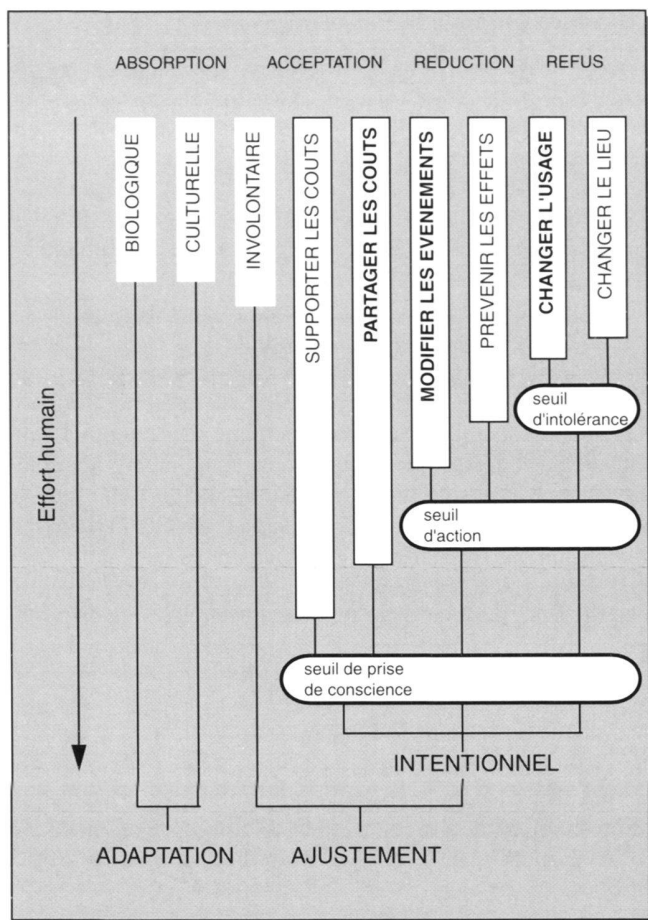 ABSORPTION ACCEPTATION REDUCTION REFUS
BIOLOGIQUE
CULTURELLE
INVOLONTAIRE
SUPPORTER LES COUTS
PARTAGER LES COUTS
MODIFIER LES EVENEMENTS
PREVENIR LES EFFETS
CHANGER L'USAGE
CHANGER LE LIEU
Effort humain
seuil
d'intolérance
seuil
d'action
seuil de prise
de conscience
INTENTIONNEL
ADAPTATION AJUSTEMENT